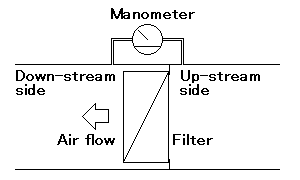 Manometer
Down-stream
side
Up-stream
side
Air flow
Filter